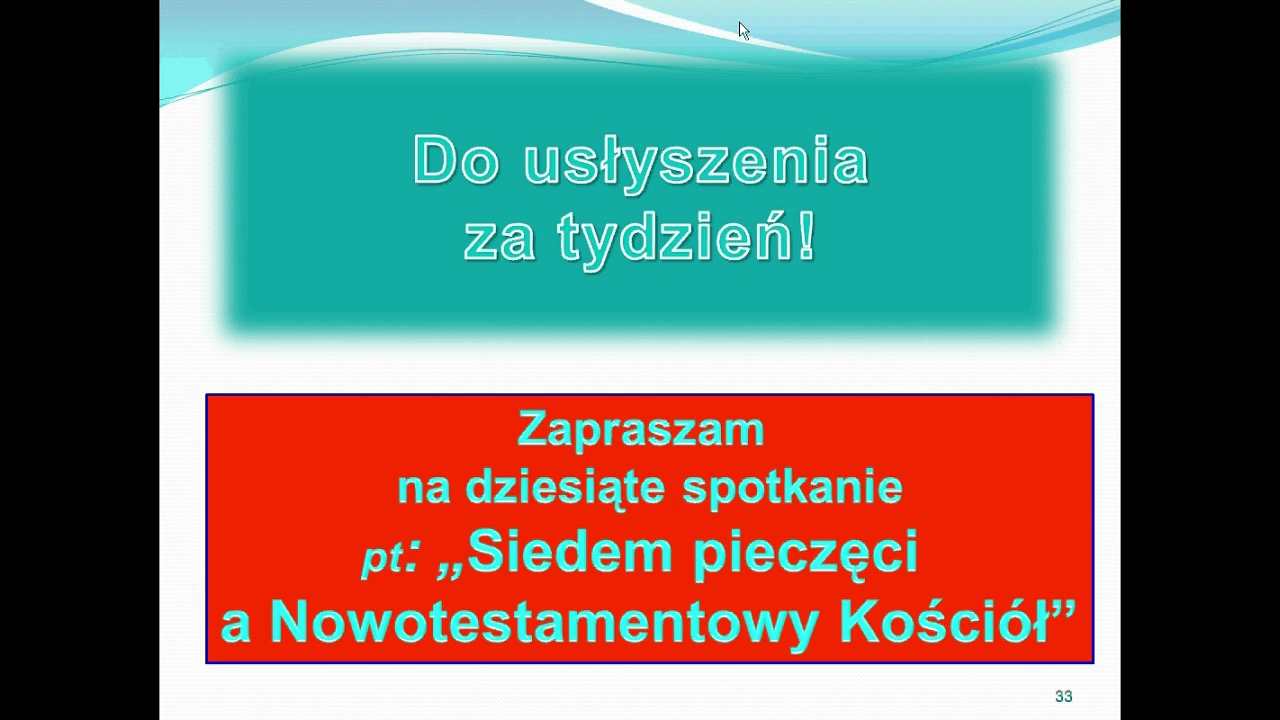 Do usłyszenia
za tydzień!
Zapraszam
na dziesiąte spotkanie
pt: „Siedem pieczęci
a Nowotestamentowy Kościół”
33